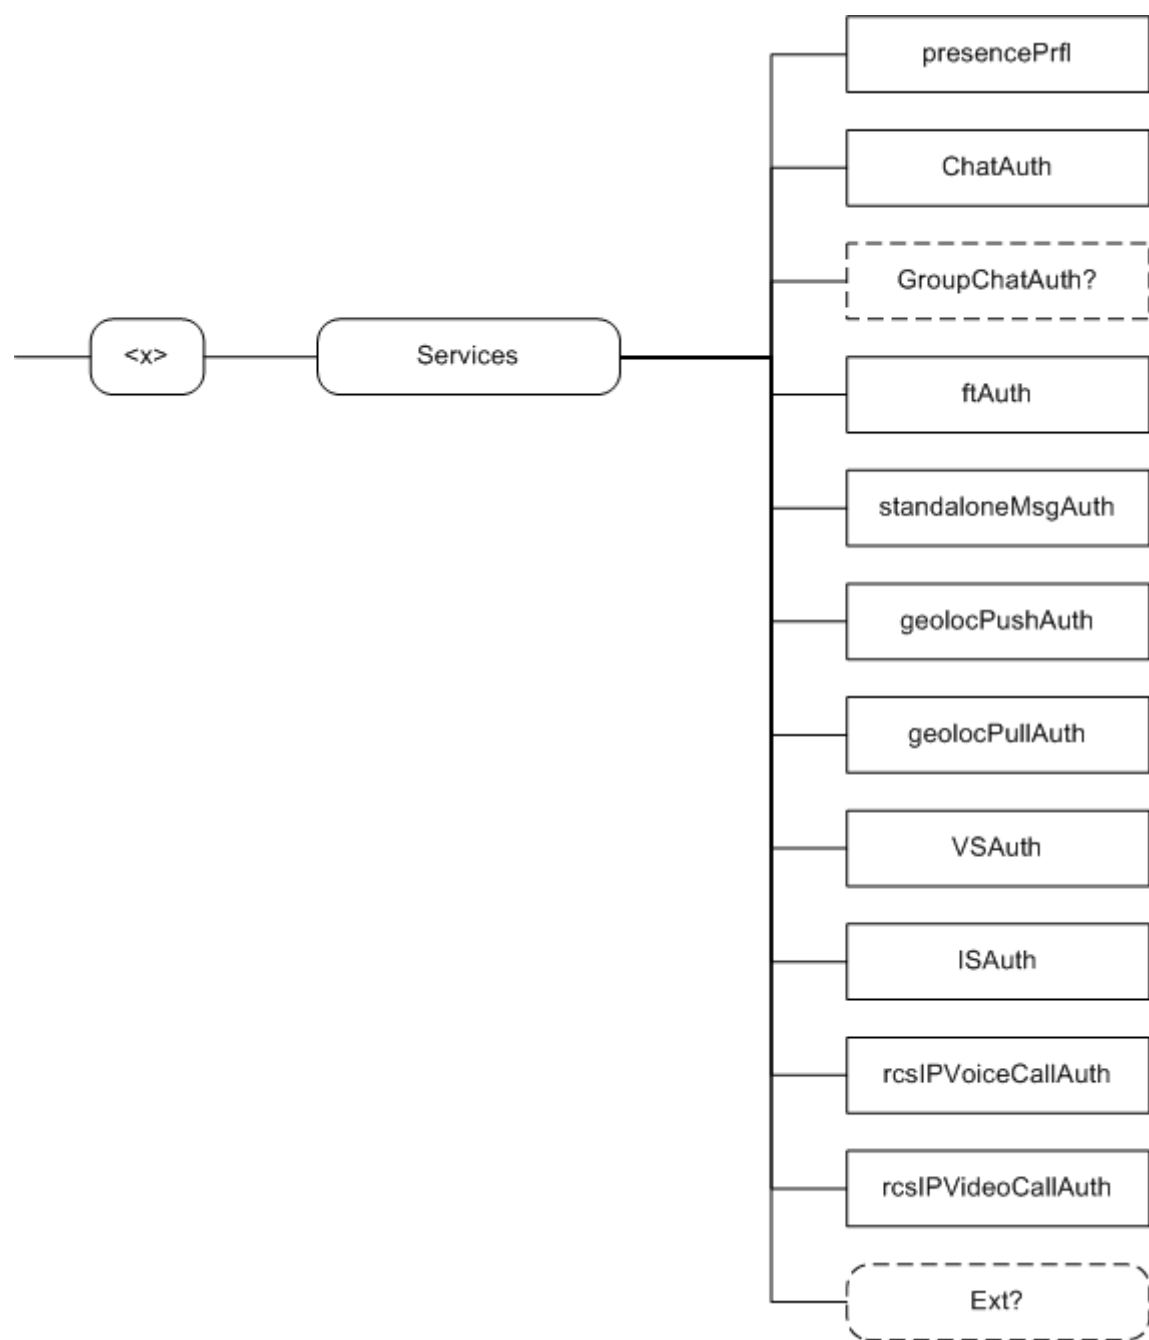 presencePrfl
ChatAuth
GroupChatAuth?
<x>
Services
ftAuth
standaloneMsgAuth
geolocPushAuth
geolocPullAuth
VSAuth
ISAuth
rcsIPVoiceCallAuth
rcsIPVideoCallAuth
Ext?